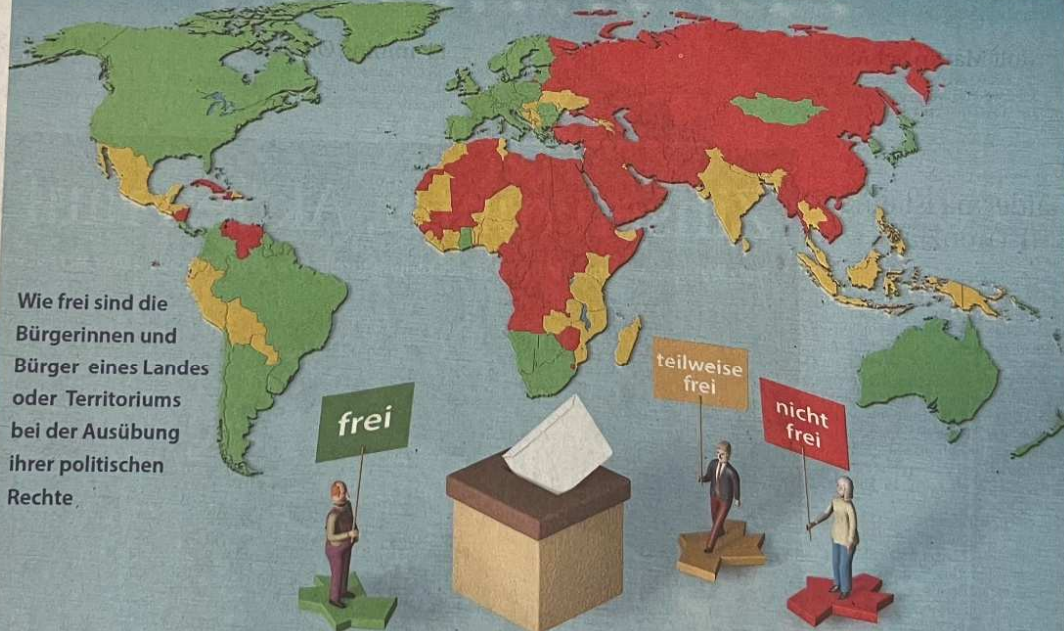 Wie frei sind die
Bürgerinnen und
Bürger eines Landes
oder Territoriums
bei der Ausübung
ihrer politischen
Rechte
frei
teilweise
frei
nicht
frei